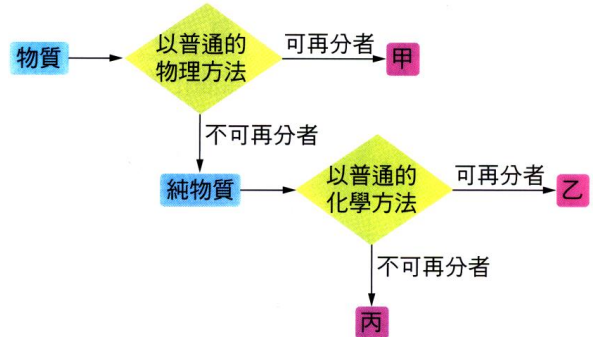 物質
以普通的
物理方法
可再分者
甲
不可再分者
純物質
以普通的
化學方法
可再分者
乙
不可再分者
丙